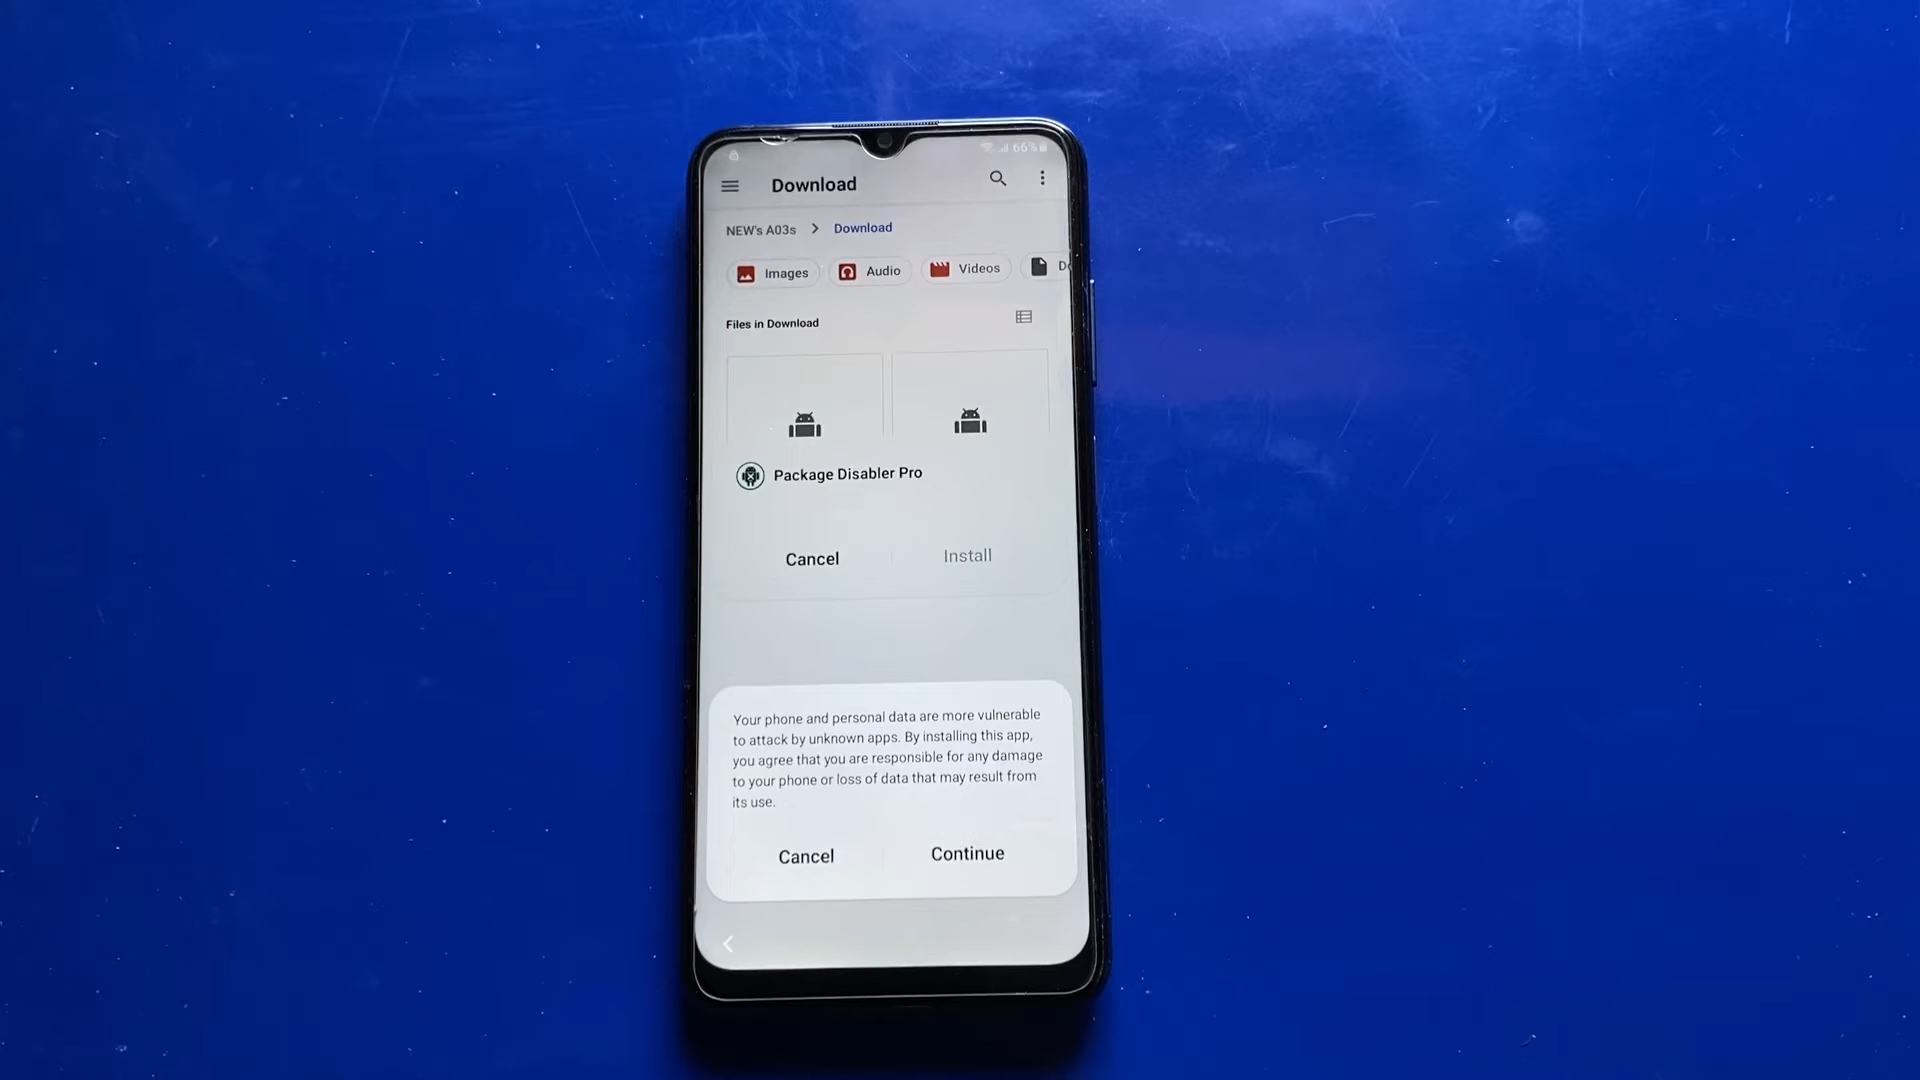 66%
Download
NEW's A03s > Download
Images Audio Videos
Files in Download
Package Disabler Pro
Cancel Install
Your phone and personal data are more vulnerable
to attack by unknown apps. By installing this app,
you agree that you are responsible for any damage
to your phone or loss of data that may result from
its use.
Cancel Continue